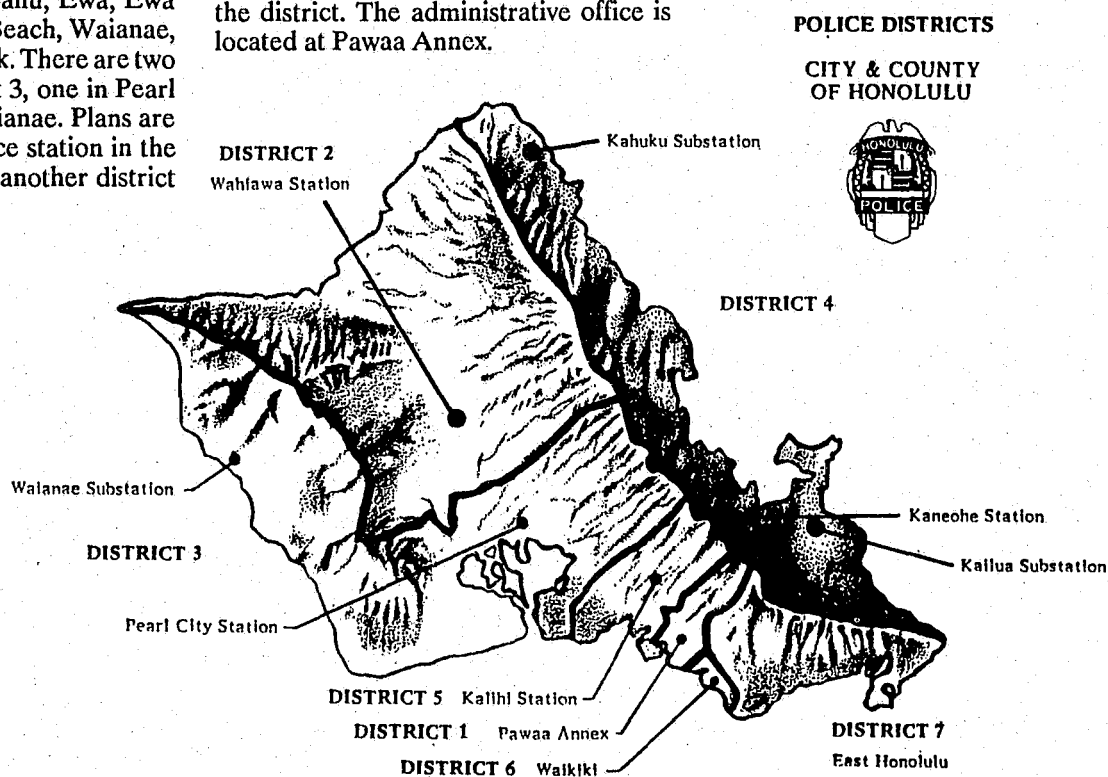 anu, Ewa, Ewa
Beach, Waianae,
k. There are two
3, one in Pearl
ianae. Plans are
ce station in the
another district
the district. The administrative office is
located at Pawaa Annex.
POLICE DISTRICTS
CITY & COUNTY
OF HONOLULU
HONOLULU
POLICE
DISTRICT 2
Wahiawa Station
Kahuku Substation
DISTRICT 4
Waianae Substation
DISTRICT 3
Kaneohe Station
Kailua Substation
Pearl City Station
DISTRICT 5 Kalihi Station
DISTRICT 1 Pawaa Annex
DISTRICT 6 Waikiki
DISTRICT 7
East Honolulu